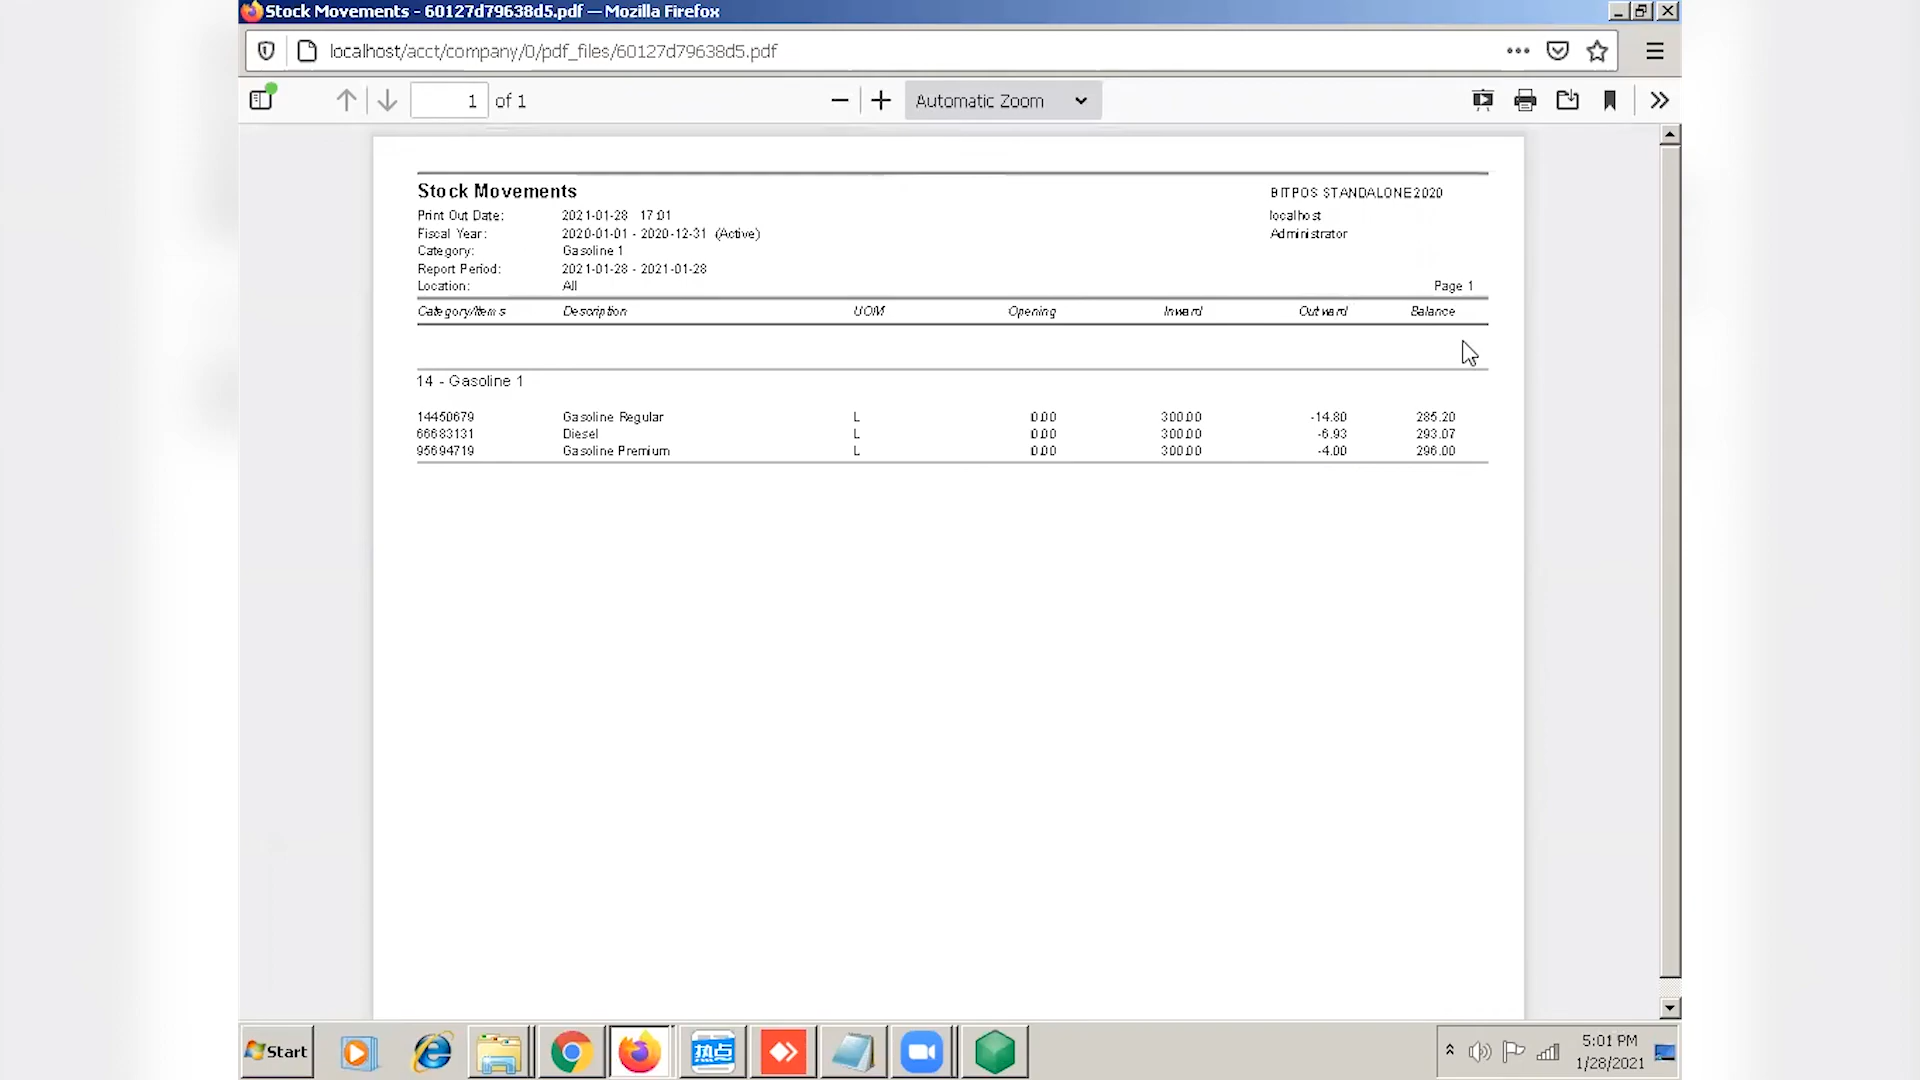 Stock Movements - 60127d79638d5.pdf — Mozilla Firefox
localhost/acct/company/0/pdf_files/60127d79638d5.pdf
1 of 1
Automatic Zoom
Stock Movements BITPOS STANDALONE2020
Print Out Date: 2021-01-28 17:01 localhost
Fiscal Year: 2020-01-01 - 2020-12-31 (Active) Administrator
Category: Gasoline 1
Report Period: 2021-01-28 - 2021-01-28
Location: All Page 1
Category/Items Description UOM Opening Inward Outward Balance
14 - Gasoline 1
14450679 Gasoline Regular L 0.00 300.00 -14.80 285.20
66683131 Diesel L 0.00 300.00 -6.93 293.07
95694719 Gasoline Premium L 0.00 300.00 -4.00 296.00
Start
热点
5:01 PM
1/28/2021